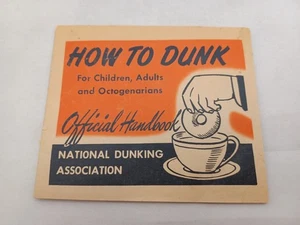 HOW TO DUNK
For Children, Adults
and Octogenarians
Official Handbook
NATIONAL DUNKING
ASSOCIATION